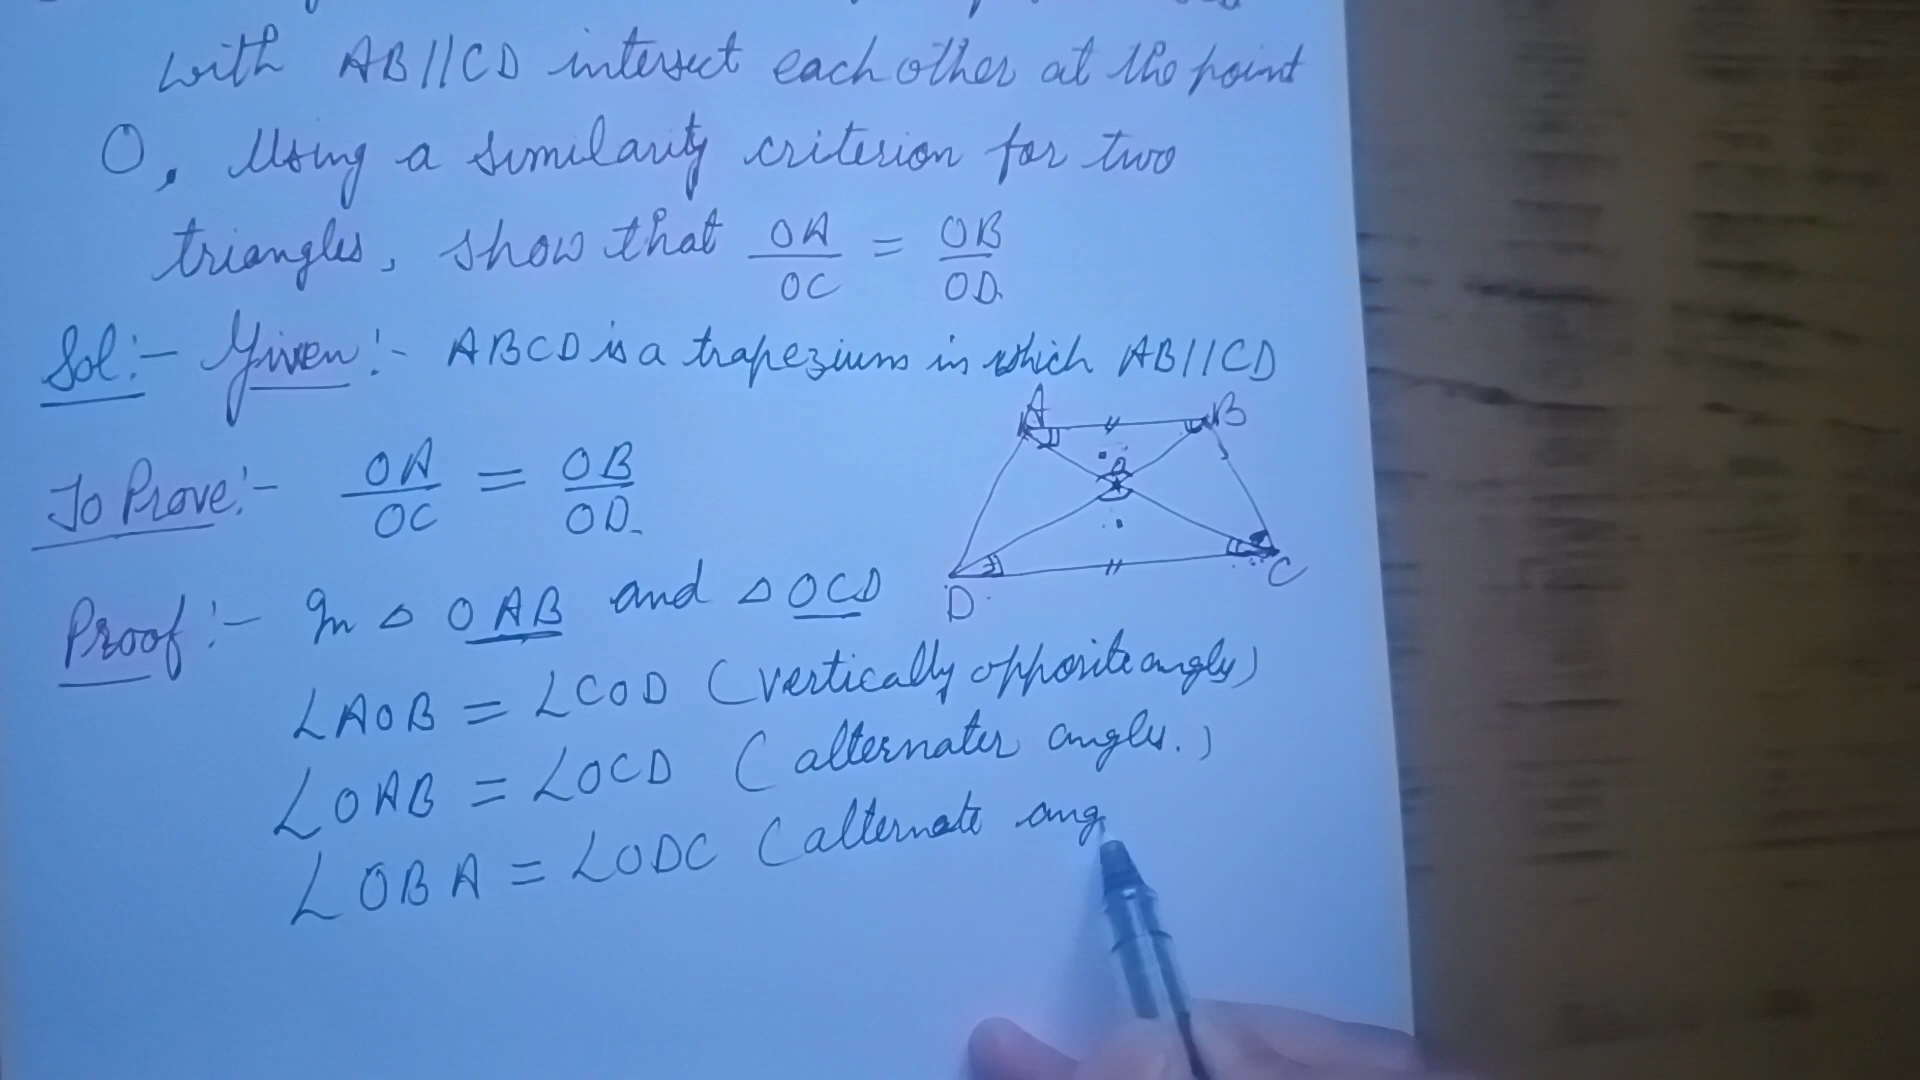 with AB//CD intersect each other at the point
O, Using a similarity criterion for two
triangles, show that OA/OC = OB/OD.
Sol:- Given:- ABCD is a trapezium in which AB//CD
To Prove:- OA/OC = OB/OD.
A B
O
D C
Proof:- In △ OAB and △ OCD
∠AOB = ∠COD (vertically opposite angles)
∠OAB = ∠OCD (alternater angles.)
∠OBA = ∠ODC (alternate ang